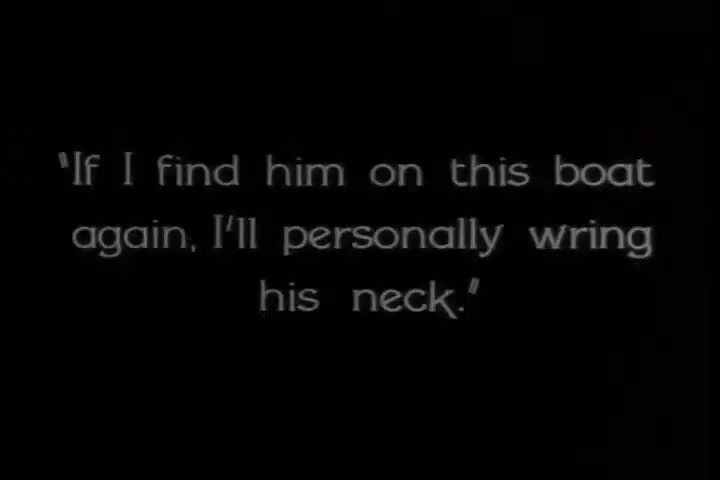 "If I find him on this boat
again, I'll personally wring
his neck."